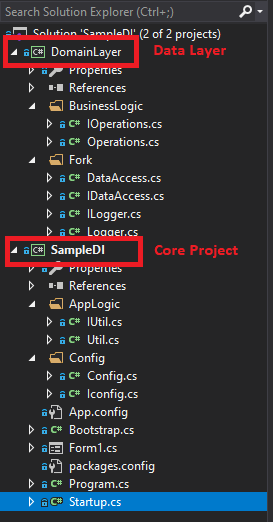 Search Solution Explorer (Ctrl+;)
Solution 'SampleDI' (2 of 2 projects)
C# DomainLayer Data Layer
Properties
References
BusinessLogic
C# IOperations.cs
C# Operations.cs
Fork
C# DataAccess.cs
C# IDataAccess.cs
C# ILogger.cs
C# Logger.cs
C# SampleDI Core Project
Properties
References
AppLogic
C# IUtil.cs
C# Util.cs
Config
C# Config.cs
C# Iconfig.cs
App.config
C# Bootstrap.cs
Form1.cs
packages.config
C# Program.cs
C# Startup.cs